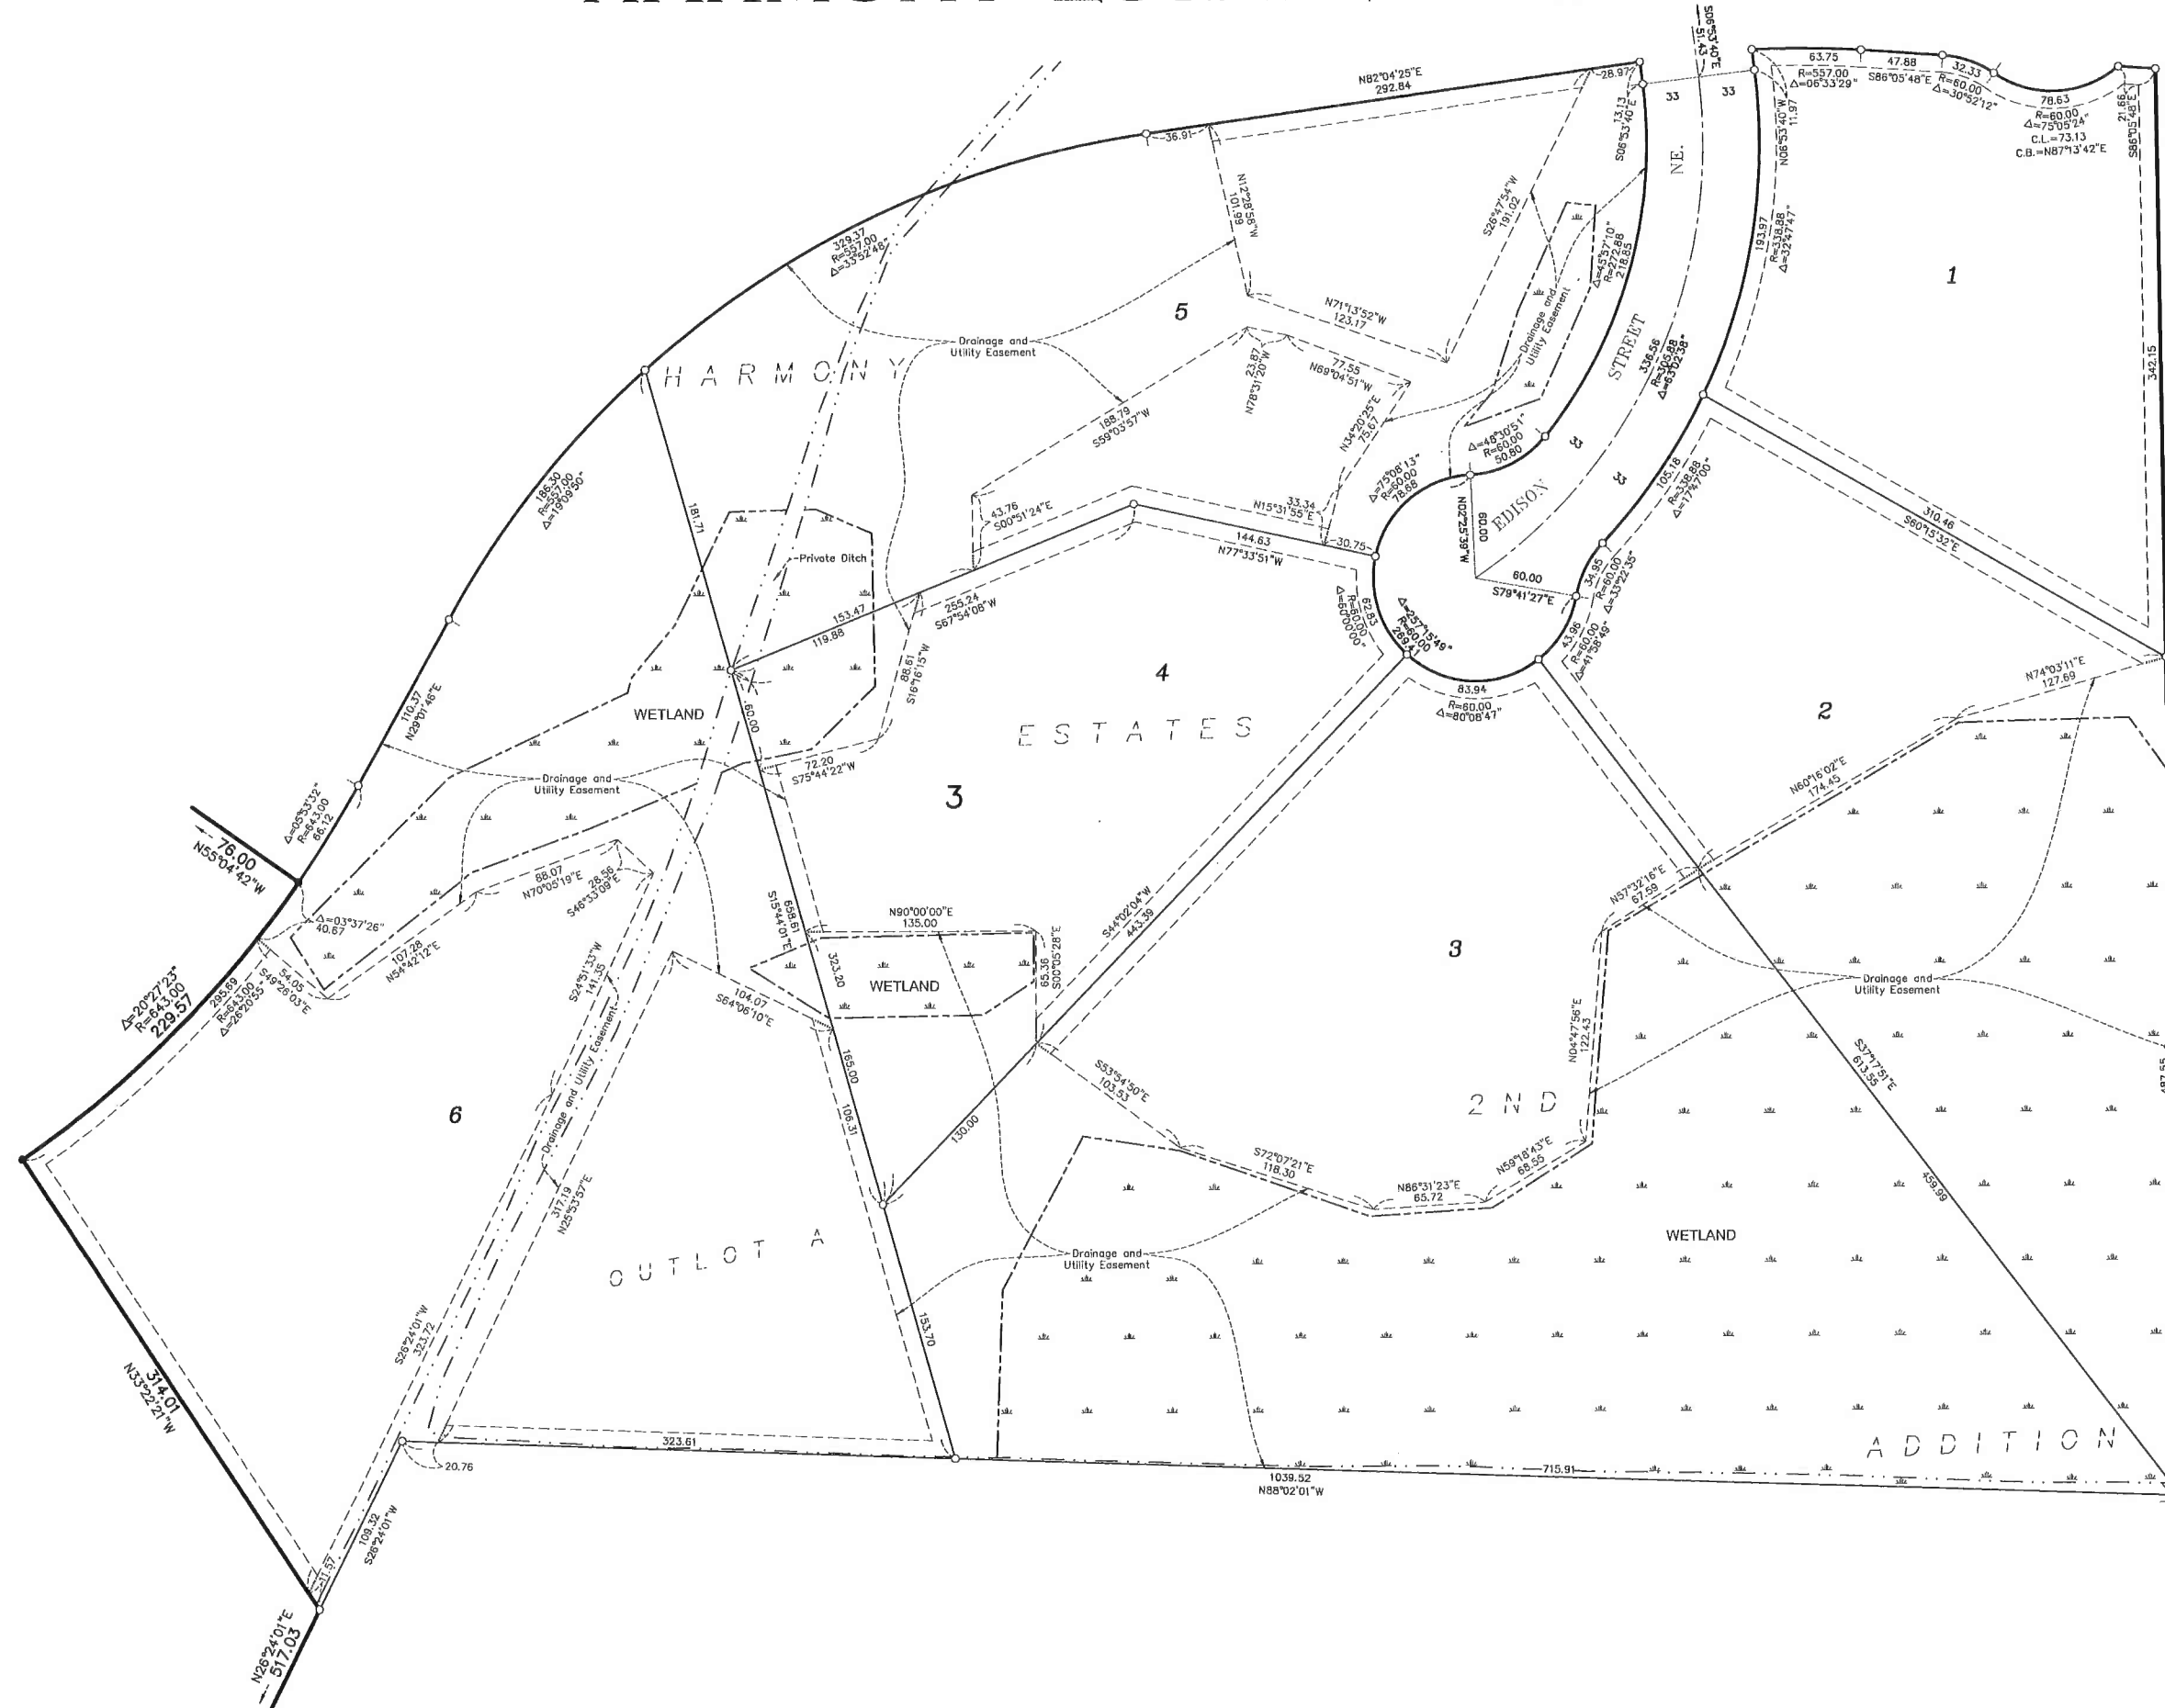 S06°53'40"E
51.43
63.75
R=557.00
Δ=06°33'29"
47.88
S86°05'48"E
32.33
R=60.00
Δ=30°52'12"
78.63
R=60.00
Δ=75°05'24"
C.L.=73.13
C.B.=N87°13'42"E
21.66
S86°05'48"E
N82°04'25"E
292.84
28.97
36.91
13.13
S06°53'40"E
33
33
N06°53'40"W
11.97
NE.
N12°28'58"W
101.99
S26°47'54"W
191.02
Δ=45°57'10"
R=272.88
218.85
193.97
R=338.88
Δ=32°47'47"
1
342.15
329.37
R=557.00
Δ=33°52'48"
5
N71°13'52"W
123.17
Drainage and
Utility Easement
Drainage and
Utility Easement
STREET
336.56
R=305.88
Δ=63°02'38"
HARMONY
23.87
N78°31'20"W
77.55
N69°04'51"W
188.79
S59°03'57"W
N34°20'25"E
75.67
Δ=48°30'51"
R=60.00
50.80
33
33
105.18
R=338.88
Δ=17°47'00"
186.30
R=557.00
Δ=19°09'50"
181.71
43.76
S00°51'24"E
33.34
N15°31'55"E
Δ=75°08'13"
R=60.00
78.68
EDISON
N02°25'39"W
60.00
310.46
S60°15'32"E
Private Ditch
144.63
N77°33'51"W
30.75
60.00
S79°41'27"E
34.95
R=60.00
Δ=33°22'35"
153.47
119.88
255.24
S67°54'08"W
62.83
R=60.00
Δ=60°00'00"
Δ=257°15'49"
R=60.00
269.41
43.96
R=60.00
Δ=41°58'49"
110.37
N29°01'46"E
WETLAND
60.00
88.61
S16°16'15"W
4
83.94
R=60.00
Δ=80°08'47"
2
N74°03'11"E
127.69
ESTATES
72.20
S75°44'22"W
Drainage and
Utility Easement
3
N60°16'02"E
174.45
Δ=05°53'32"
R=643.00
66.12
76.00
N55°04'42"W
88.07
N70°05'19"E
28.56
S46°33'09"E
658.61
S15°44'01"E
N90°00'00"E
135.00
S44°02'04"W
443.39
N57°32'16"E
67.59
Δ=03°37'26"
40.67
107.28
N54°42'12"E
54.05
S49°26'03"E
S24°51'33"W
141.35
104.07
S64°06'10"E
323.20
WETLAND
65.36
S00°05'28"E
3
Drainage and
Utility Easement
Δ=20°27'23"
R=643.00
229.57
295.69
R=643.00
Δ=26°20'55"
Drainage and Utility Easement
165.00
S53°54'50"E
103.53
N04°47'56"E
122.43
S37°17'51"E
613.55
487.55
6
106.31
130.00
2ND
317.19
N25°53'57"E
S72°07'21"E
118.30
N86°31'23"E
65.72
N59°18'43"E
68.55
459.99
OUTLOT A
Drainage and
Utility Easement
WETLAND
S26°24'01"W
323.72
153.70
314.01
N33°22'21"W
323.61
20.76
715.91
1039.52
N88°02'01"W
ADDITION
109.32
S26°24'01"W
11.57
N26°24'01"E
517.03